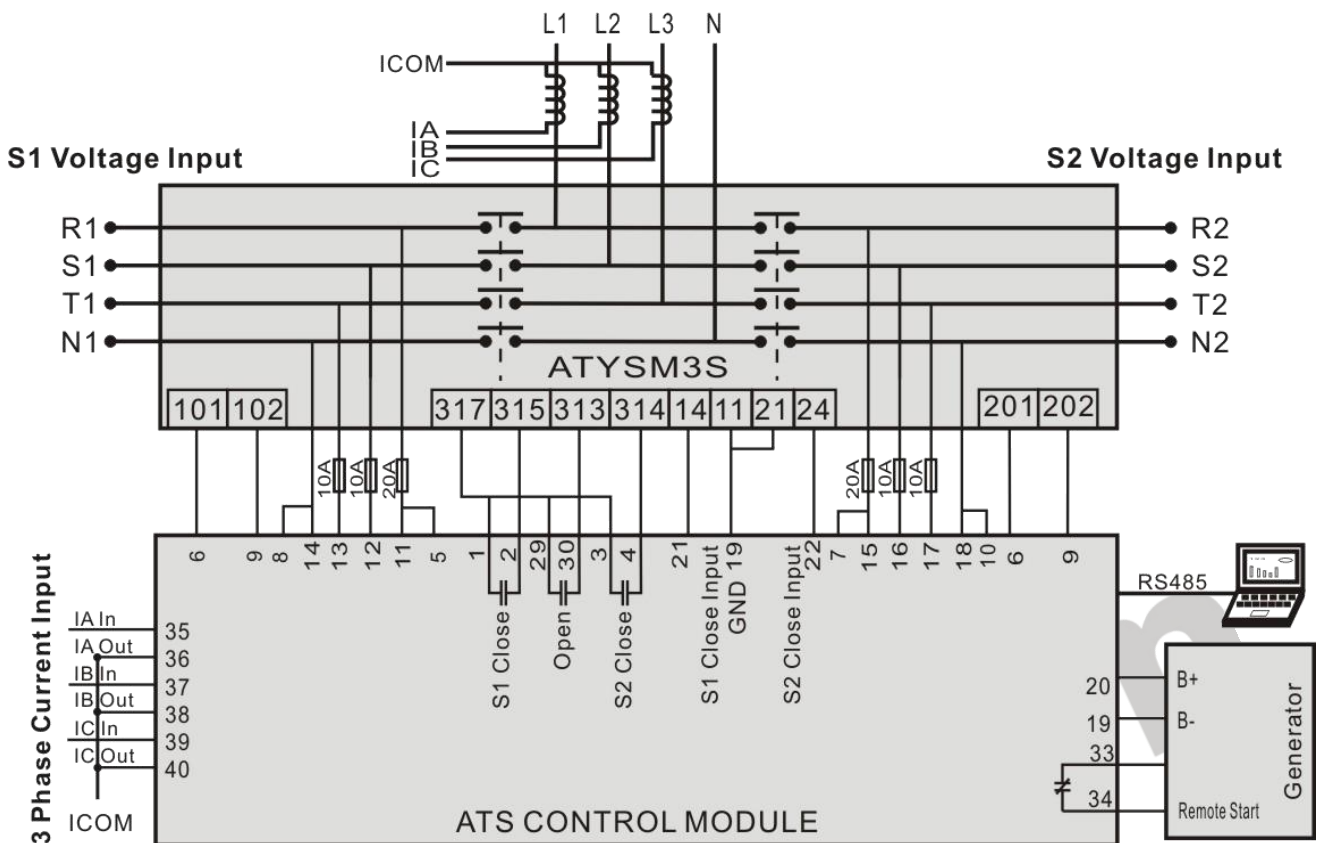 L1 L2 L3 N
ICOM
IA
IB
IC
S1 Voltage Input
S2 Voltage Input
R1
S1
T1
N1
R2
S2
T2
N2
ATYSM3S
101 102
317 315 313 314 14 11 21 24
201 202
10A 10A 20A
20A 10A 10A
6 9 8 14 13 12 11 5 1 2 29 30 3 4 21 19 22 7 15 16 17 18 10 6 9
S1 Close
Open
S2 Close
S1 Close Input
GND
S2 Close Input
RS485
3 Phase Current Input
IA In 35
IA Out 36
IB In 37
IB Out 38
IC In 39
IC Out 40
ICOM
20 B+
19 B-
33
34 Remote Start
Generator
ATS CONTROL MODULE